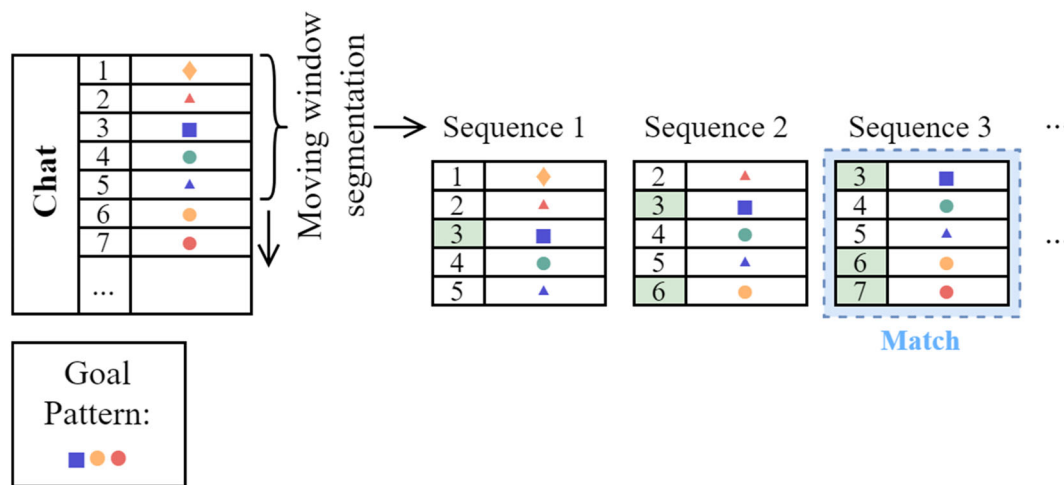 Chat
1
2
3
4
5
6
7
...
Moving window
segmentation
Sequence 1
1
2
3
4
5
Sequence 2
2
3
4
5
6
Sequence 3
3
4
5
6
7
Match
..
..
Goal
Pattern: